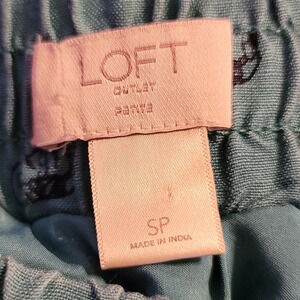 LOFT
OUTLET
PETITE
SP
MADE IN INDIA